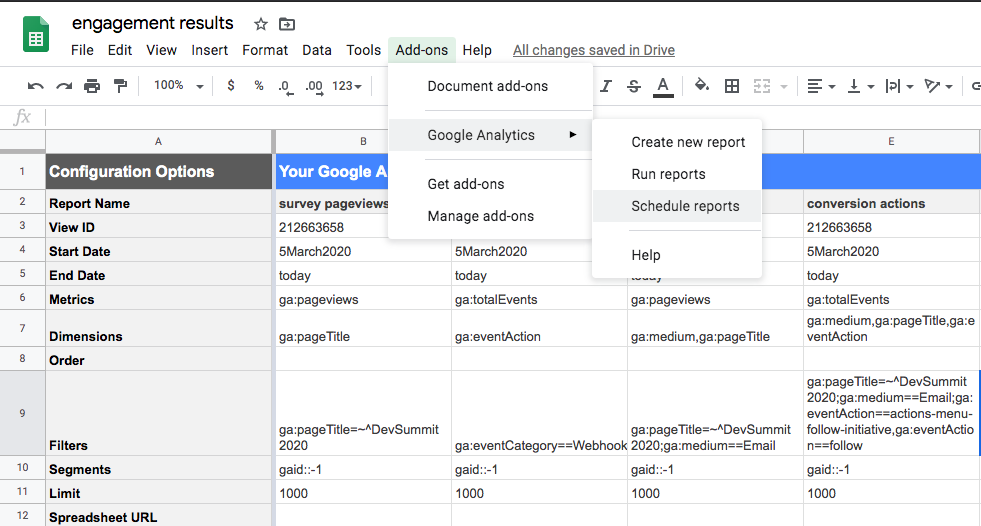 engagement results
File Edit View Insert Format Data Tools Add-ons Help All changes saved in Drive
100% $ % .0 .00 123 I S A
fx
Document add-ons
Google Analytics
Get add-ons
Manage add-ons
Create new report
Run reports
Schedule reports
Help
A B E
1 Configuration Options Your Google A
2 Report Name survey pageviews conversion actions
3 View ID 212663658 212663658
4 Start Date 5March2020 5March2020 5March2020 5March2020
5 End Date today today today today
6 Metrics ga:pageviews ga:totalEvents ga:pageviews ga:totalEvents
ga:medium,ga:pageTitle,ga:e
7 Dimensions ga:pageTitle ga:eventAction ga:medium,ga:pageTitle ventAction
8 Order
ga:pageTitle=~^DevSummit
2020;ga:medium==Email;ga:
eventAction==actions-menu-
ga:pageTitle=~^DevSummit ga:pageTitle=~^DevSummit follow-initiative,ga:eventActio
9 Filters 2020 ga:eventCategory==Webhook 2020;ga:medium==Email n==follow
10 Segments gaid::-1 gaid::-1 gaid::-1 gaid::-1
11 Limit 1000 1000 1000 1000
12 Spreadsheet URL